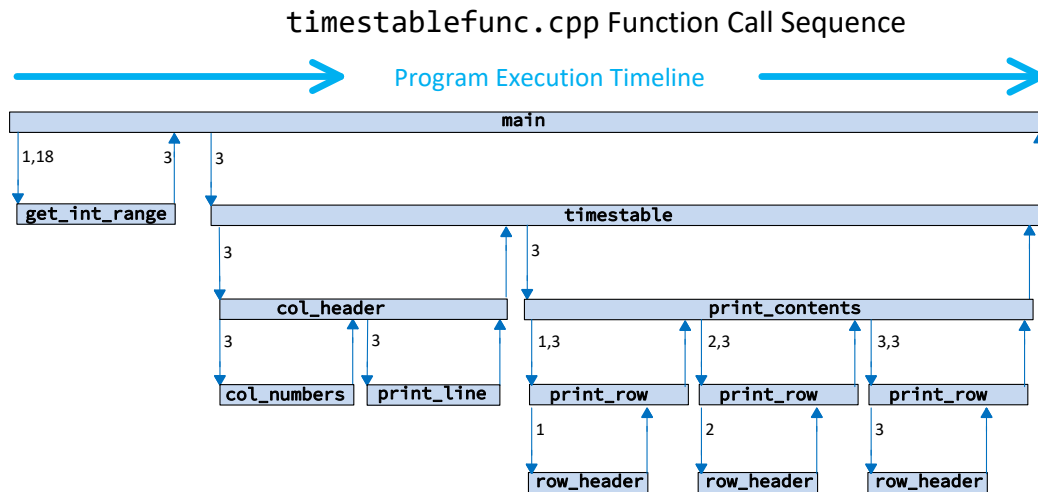 timestablefunc.cpp Function Call Sequence
Program Execution Timeline
main
1,18 3 3
get_int_range timestable
3 3
col_header print_contents
3 3 1,3 2,3 3,3
col_numbers print_line print_row print_row print_row
1 2 3
row_header row_header row_header